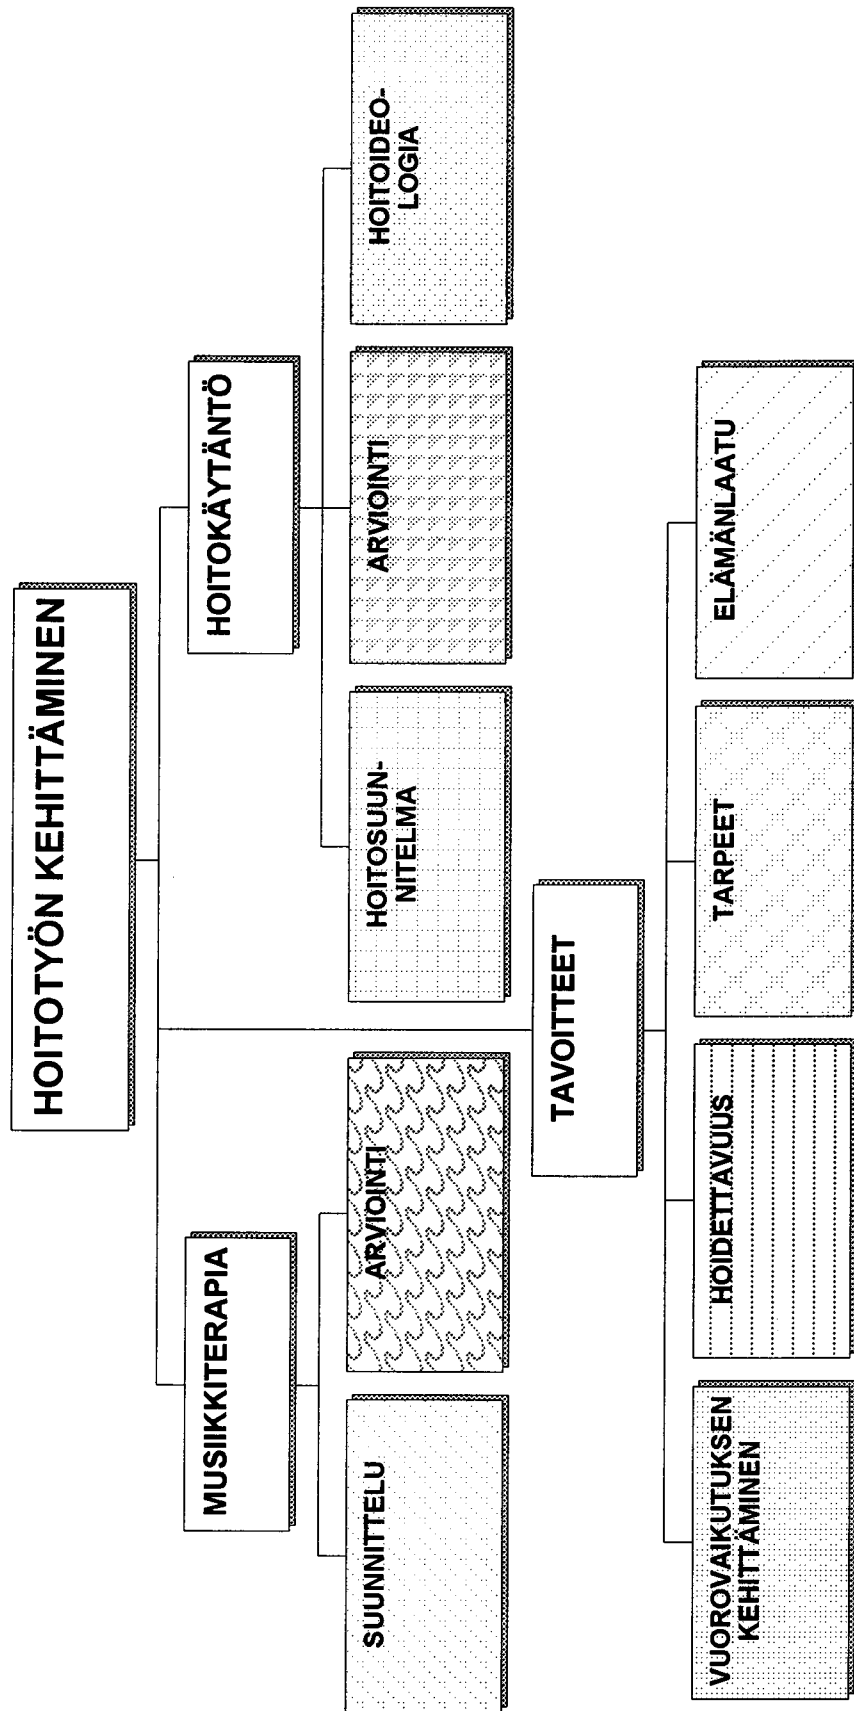 HOITOTYÖN KEHITTÄMINEN
MUSIIKKITERAPIA
HOITOKÄYTÄNTÖ
SUUNNITTELU
ARVIOINTI
HOITOSUUN-
NITELMA
ARVIOINTI
HOITOIDEO-
LOGIA
TAVOITTEET
VUOROVAIKUTUKSEN
KEHITTÄMINEN
HOIDETTAVUUS
TARPEET
ELÄMÄNLAATU